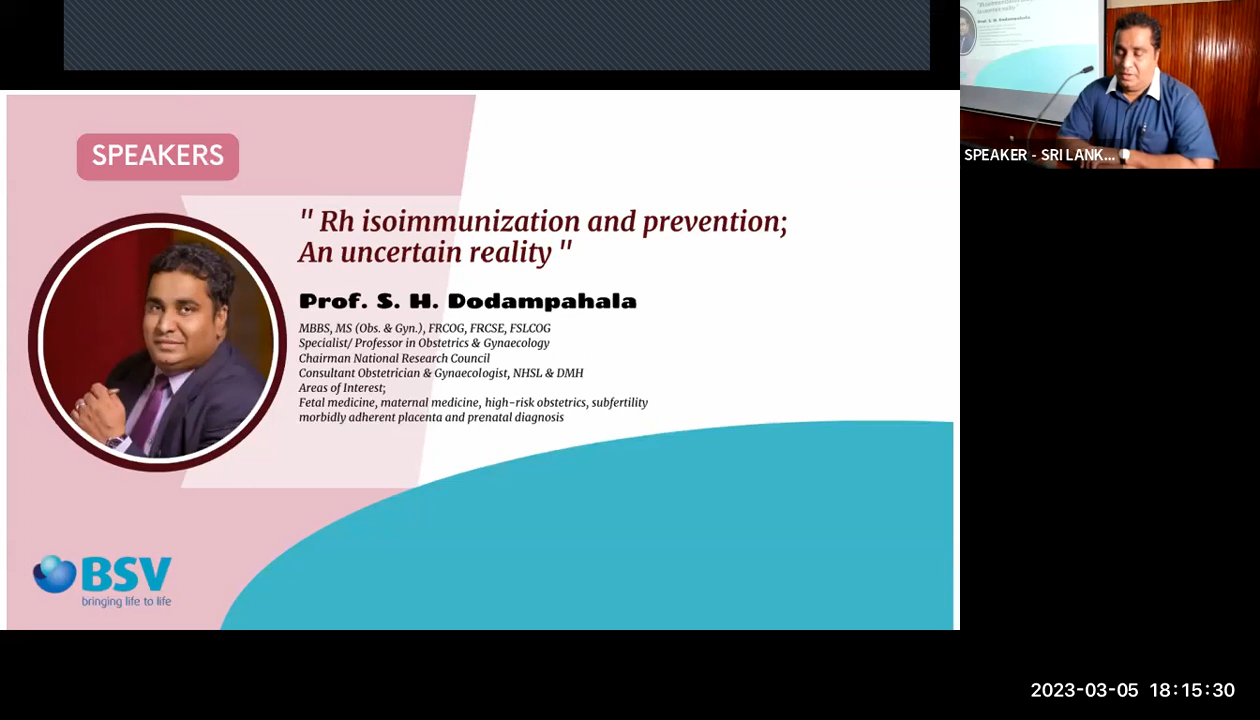 SPEAKERS
" Rh isoimmunization and prevention;
An uncertain reality "
Prof. S. H. Dodampahala
MBBS, MS (Obs. & Gyn.), FRCOG, FRCSE, FSLCOG
Specialist/ Professor in Obstetrics & Gynaecology
Chairman National Research Council
Consultant Obstetrician & Gynaecologist, NHSL & DMH
Areas of Interest;
Fetal medicine, maternal medicine, high-risk obstetrics, subfertility
morbidly adherent placenta and prenatal diagnosis
BSV
bringing life to life
Prof. S. H. Dodampahala
SPEAKER - SRI LANK...
2023-03-05 18:15:30